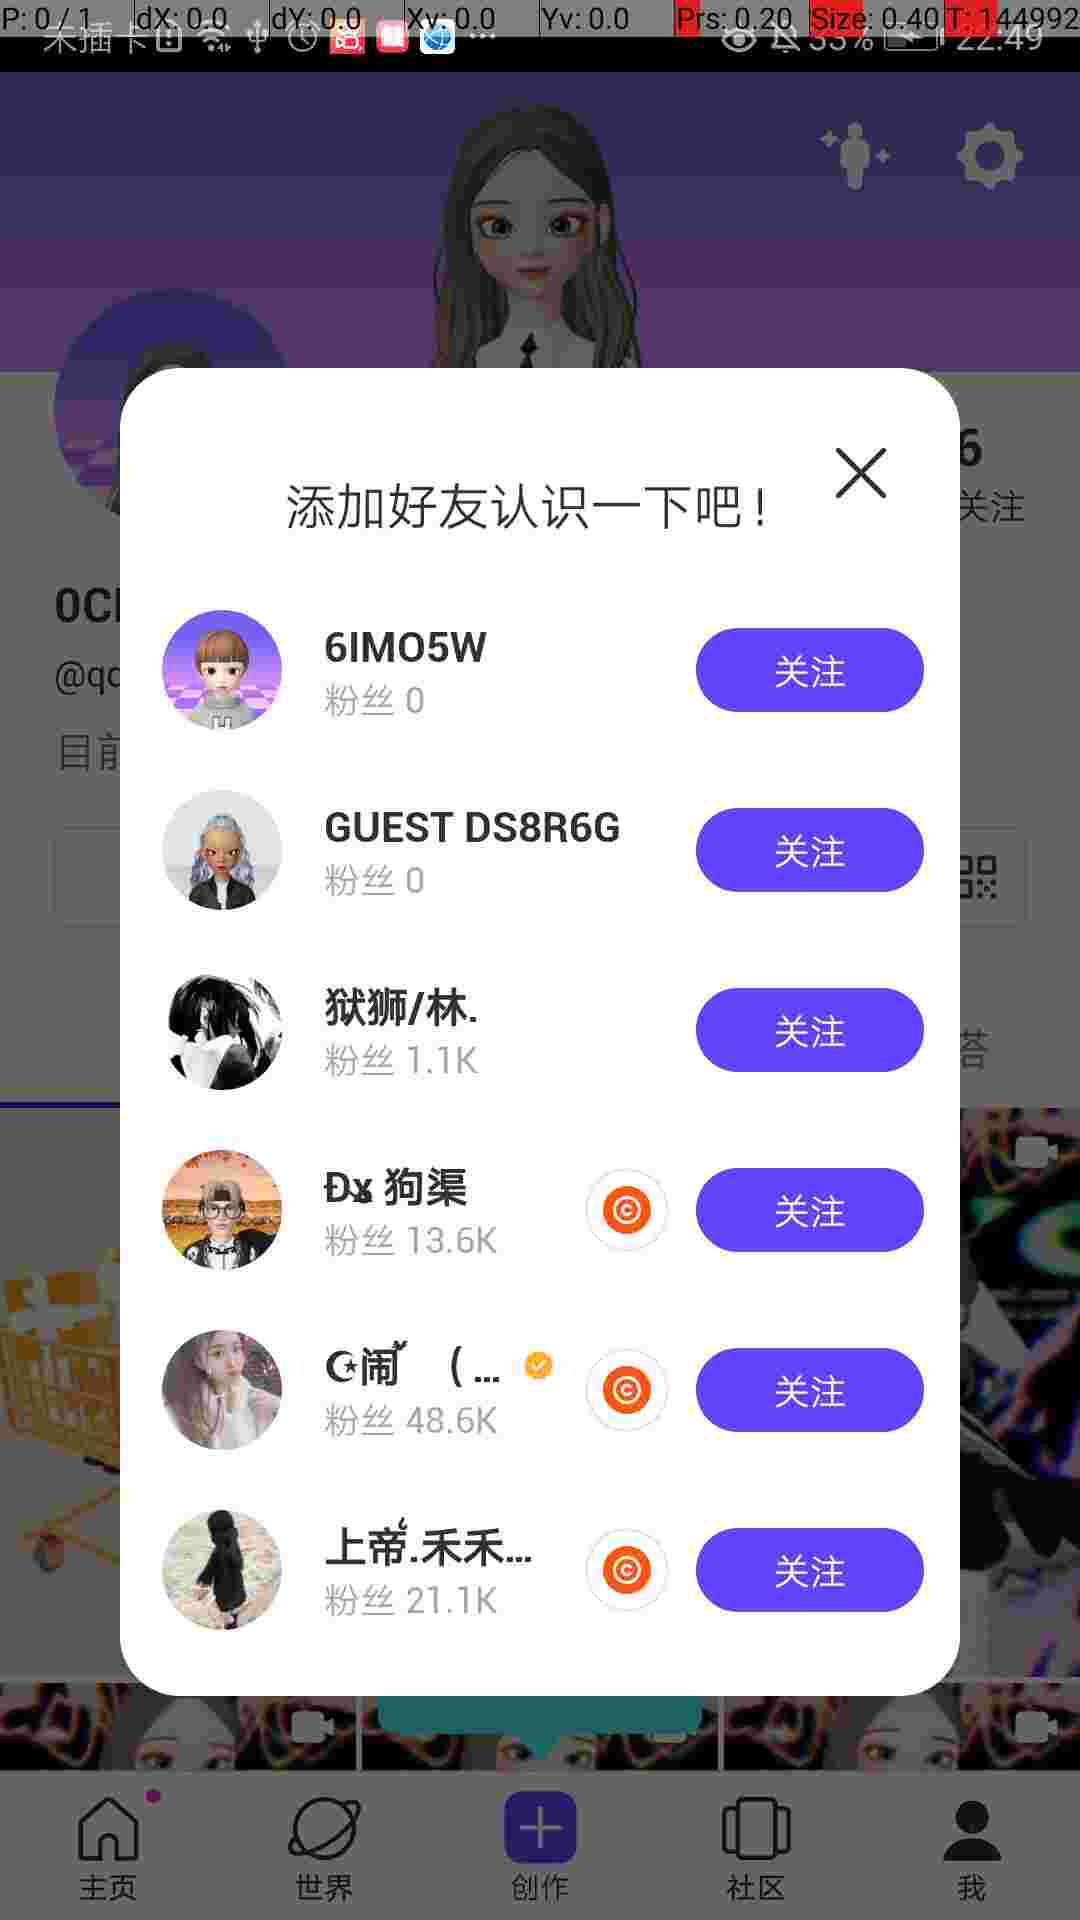 P: 0 / 1 dX: 0.0 dY: 0.0 Xv: 0.0 Yv: 0.0 Prs: 0.20 Size: 0.40 T: 144992
未插卡 33% 22:49
6
关注
添加好友认识一下吧!
6IMO5W
粉丝 0
关注
GUEST DS8R6G
粉丝 0
关注
狱狮/林.
粉丝 1.1K
关注
狗渠
粉丝 13.6K
关注
闹 (...
粉丝 48.6K
关注
上帝.禾禾...
粉丝 21.1K
关注
目前
答
主页
世界
创作
社区
我